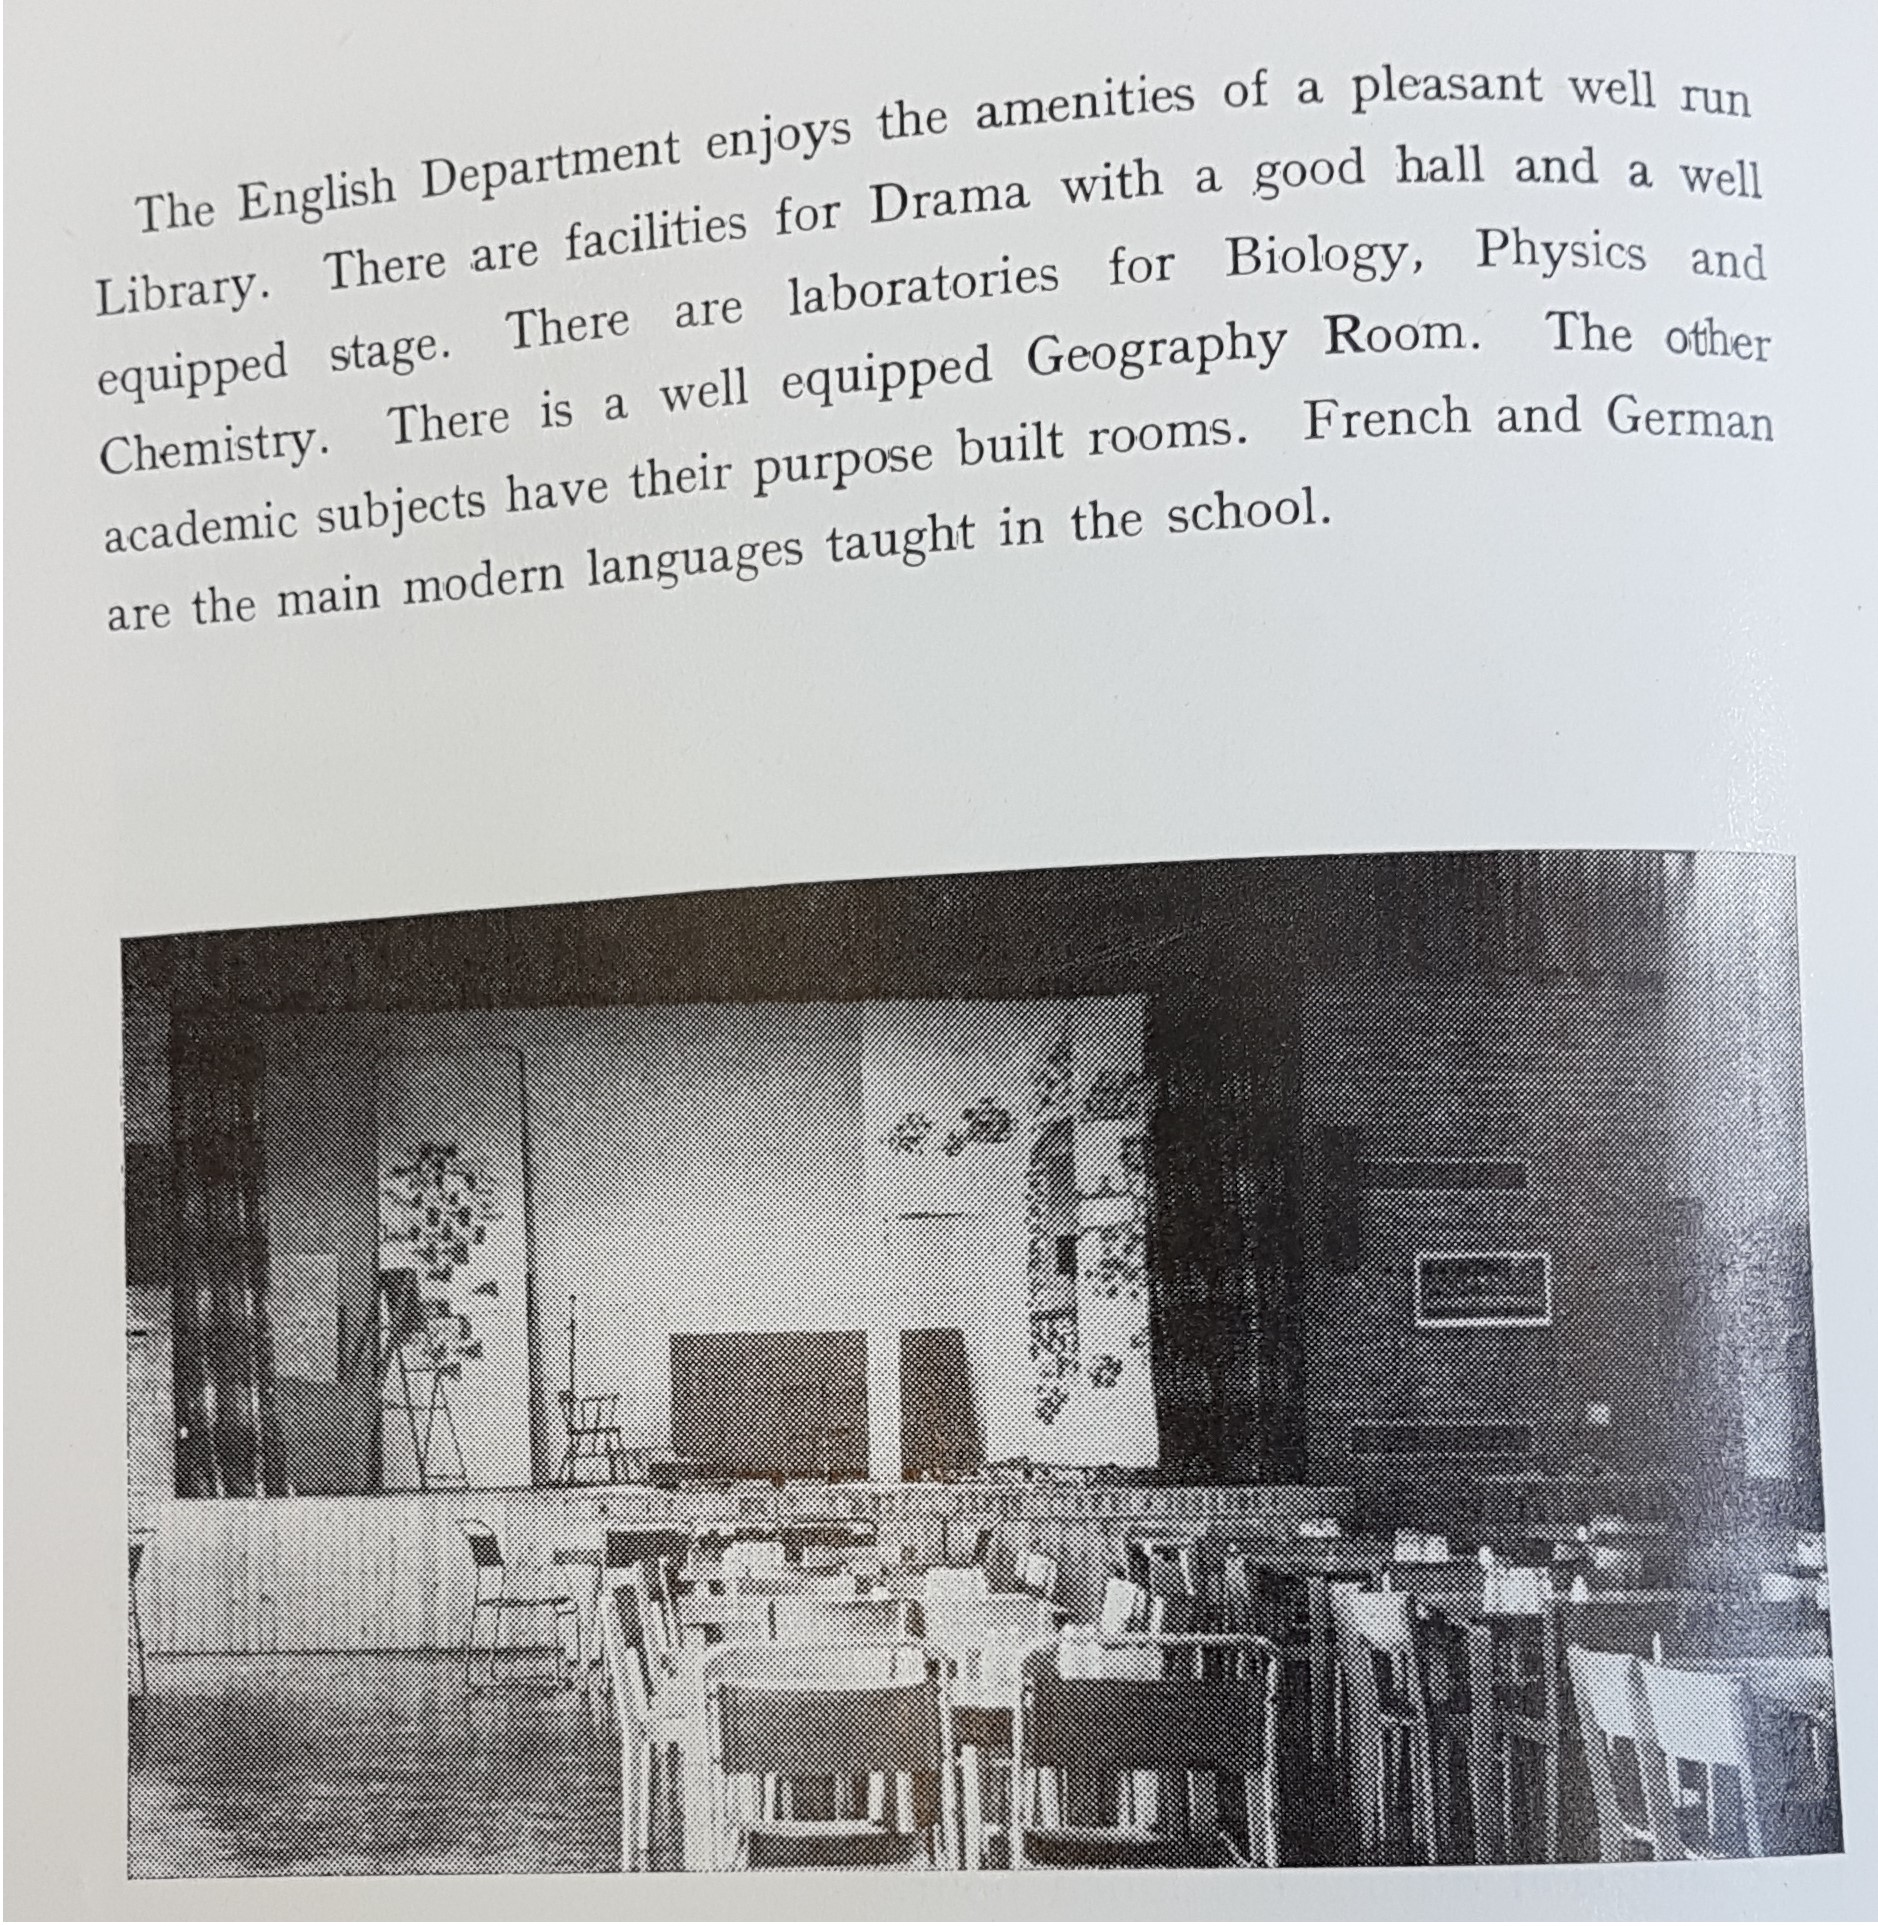 The English Department enjoys the amenities of a pleasant well run
Library. There are facilities for Drama with a good hall and a well
equipped stage. There are laboratories for Biology, Physics and
Chemistry. There is a well equipped Geography Room. The other
academic subjects have their purpose built rooms. French and German
are the main modern languages taught in the school.